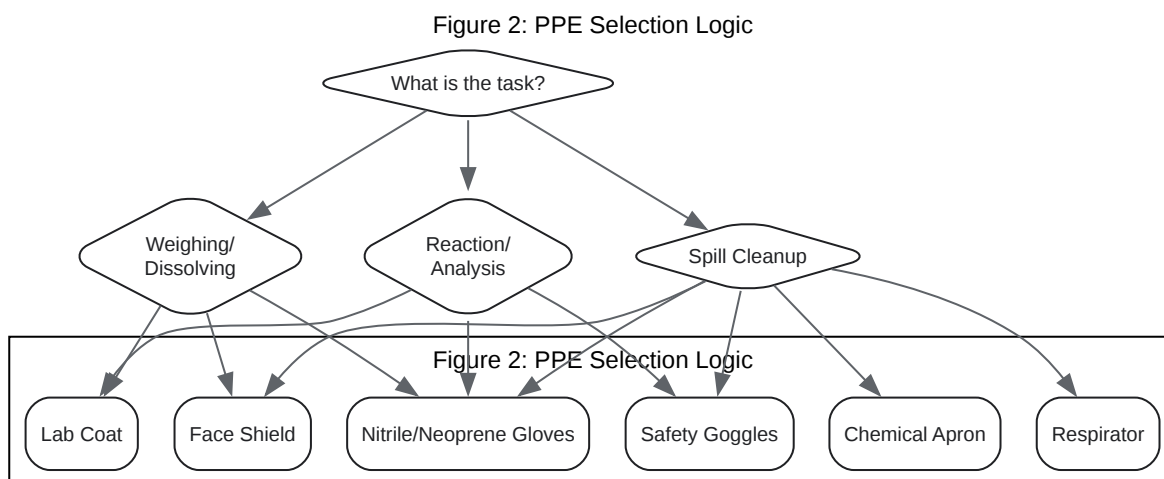 Figure 2: PPE Selection Logic
What is the task?
Weighing/
Dissolving
Reaction/
Analysis
Spill Cleanup
Figure 2: PPE Selection Logic
Lab Coat
Face Shield
Nitrile/Neoprene Gloves
Safety Goggles
Chemical Apron
Respirator